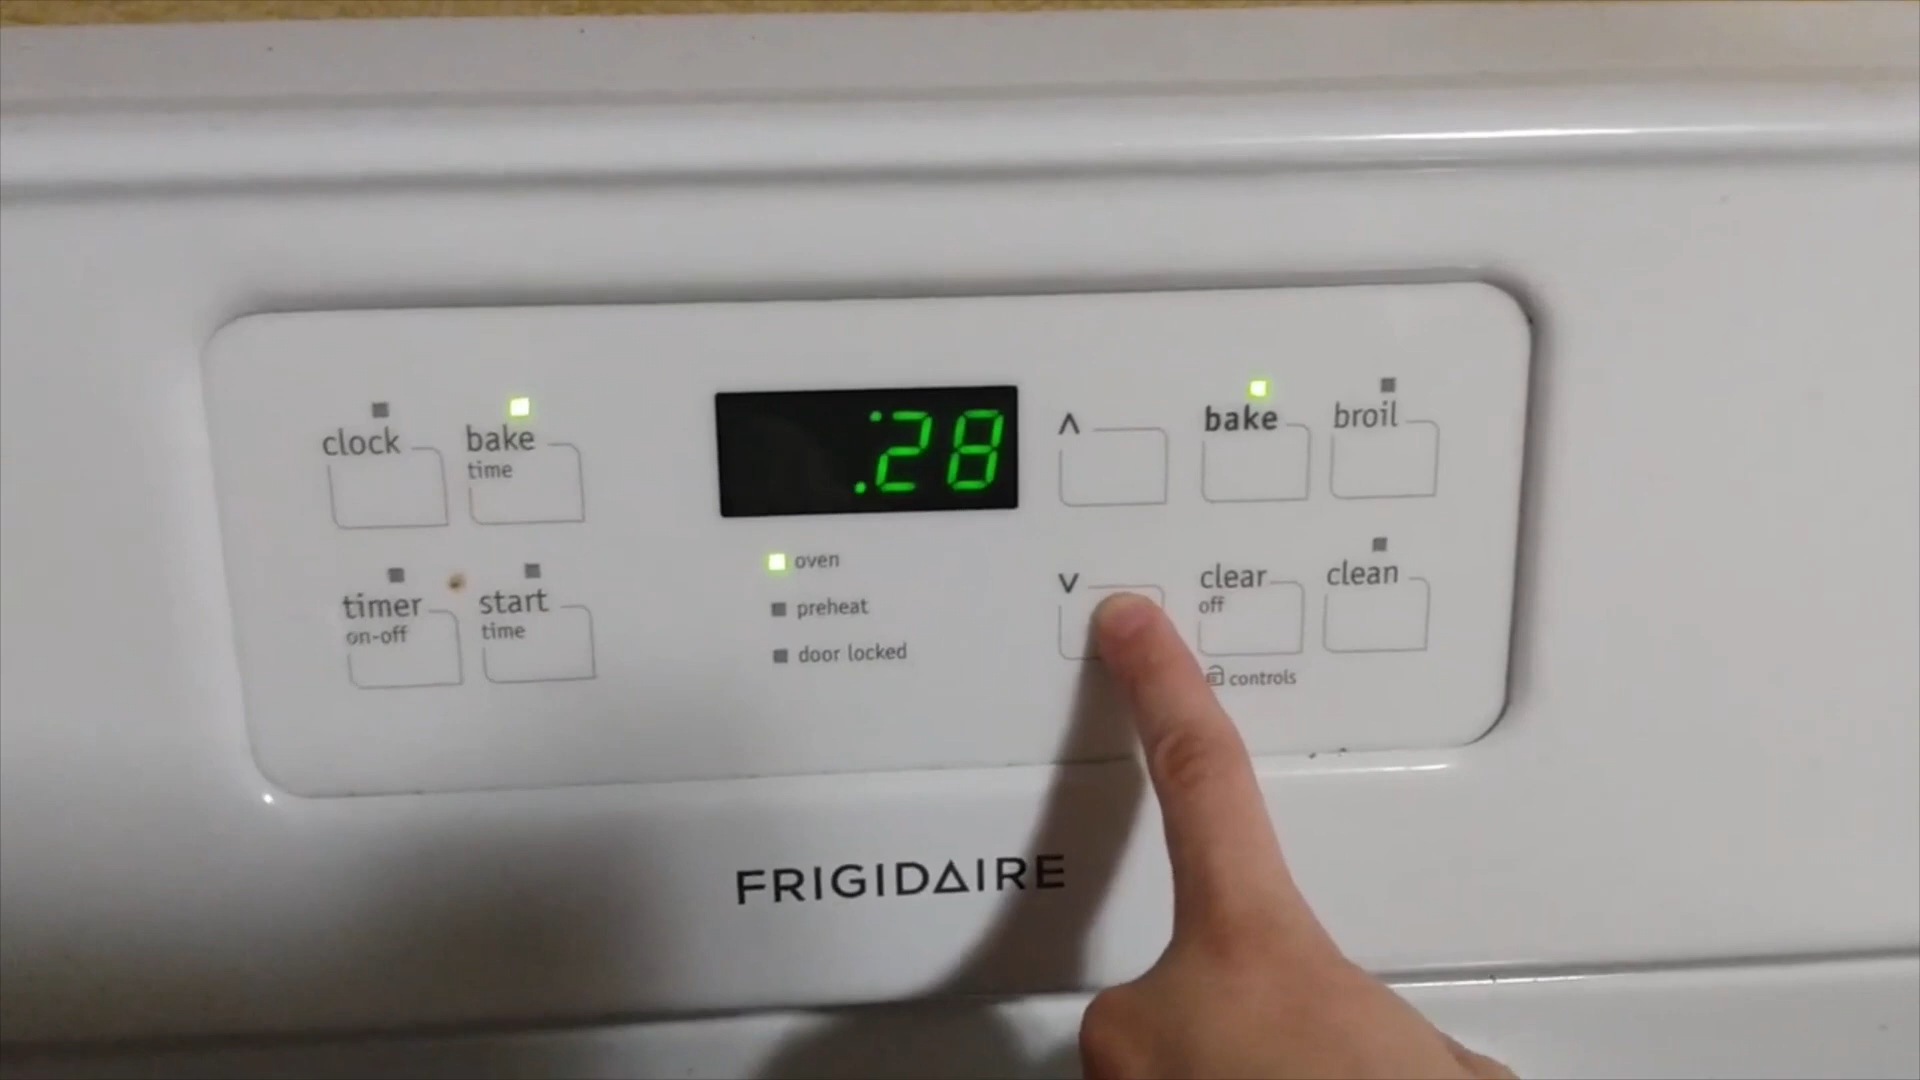 clock
bake
time
:28
^
bake
broil
timer
on-off
start
time
oven
preheat
door locked
v
clear
off
clean
controls
FRIGIDAIRE